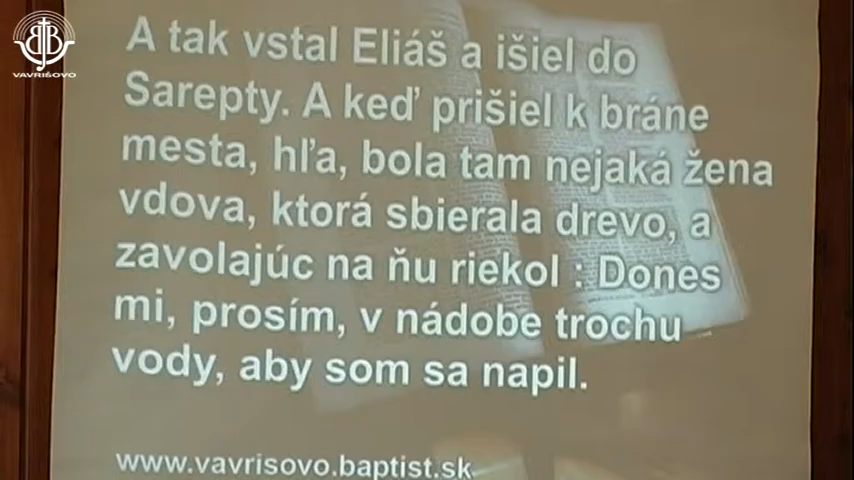 VAVRIŠOVO
A tak vstal Eliáš a išiel do
Sarepty. A keď prišiel k bráne
mesta, hľa, bola tam nejaká žena
vdova, ktorá sbierala drevo, a
zavolajúc na ňu riekol : Dones
mi, prosím, v nádobe trochu
vody, aby som sa napil.
www.vavrisovo.baptist.sk